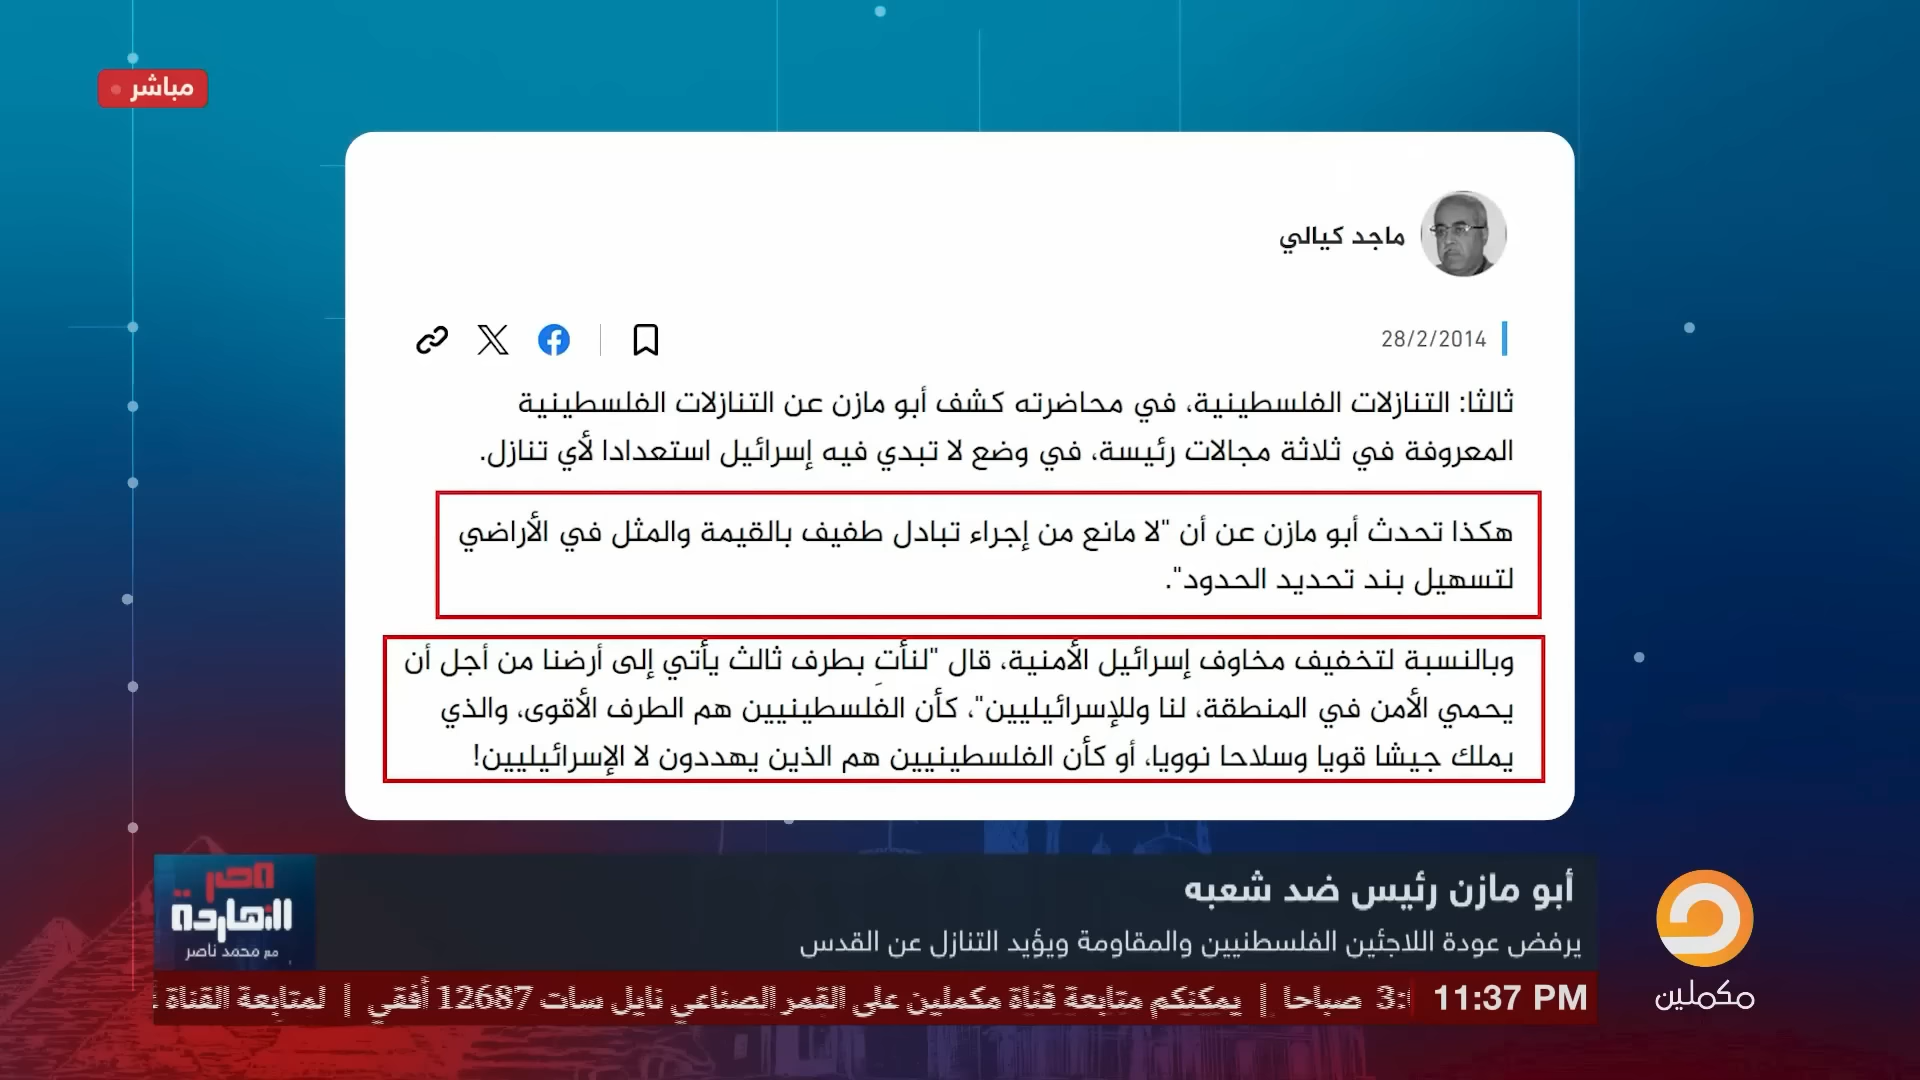 مباشر
ماجد كيالي
28/2/2014
ثالثا: التنازلات الفلسطينية، في محاضرته كشف أبو مازن عن التنازلات الفلسطينية
المعروفة في ثلاثة مجالات رئيسة، في وضع لا تبدي فيه إسرائيل استعدادا لأي تنازل.
هكذا تحدث أبو مازن عن أن "لا مانع من إجراء تبادل طفيف بالقيمة والمثل في الأراضي
لتسهيل بند تحديد الحدود".
وبالنسبة لتخفيف مخاوف إسرائيل الأمنية، قال "لنأتِ بطرف ثالث يأتي إلى أرضنا من أجل أن
يحمي الأمن في المنطقة، لنا وللإسرائيليين"، كأن الفلسطينيين هم الطرف الأقوى، والذي
يملك جيشا قويا وسلاحا نوويا، أو كأن الفلسطينيين هم الذين يهددون لا الإسرائيليين!
أبو مازن رئيس ضد شعبه
يرفض عودة اللاجئين الفلسطنيين والمقاومة ويؤيد التنازل عن القدس
مصر
النهاردة
مع محمد ناصر
11:37 PM
صباحا | يمكنكم متابعة قناة مكملين على القمر الصناعي نايل سات 12687 أفقي | لمتابعة القناة
مكملين